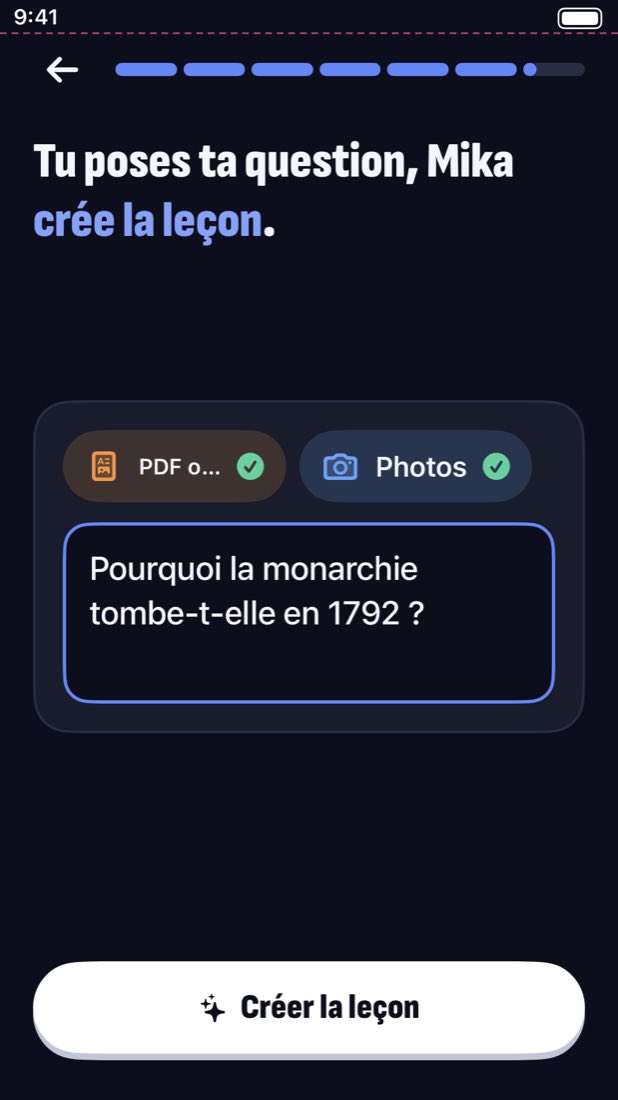 9:41
Tu poses ta question, Mika
crée la leçon.
PDF o...
Photos
Pourquoi la monarchie
tombe-t-elle en 1792 ?
Créer la leçon